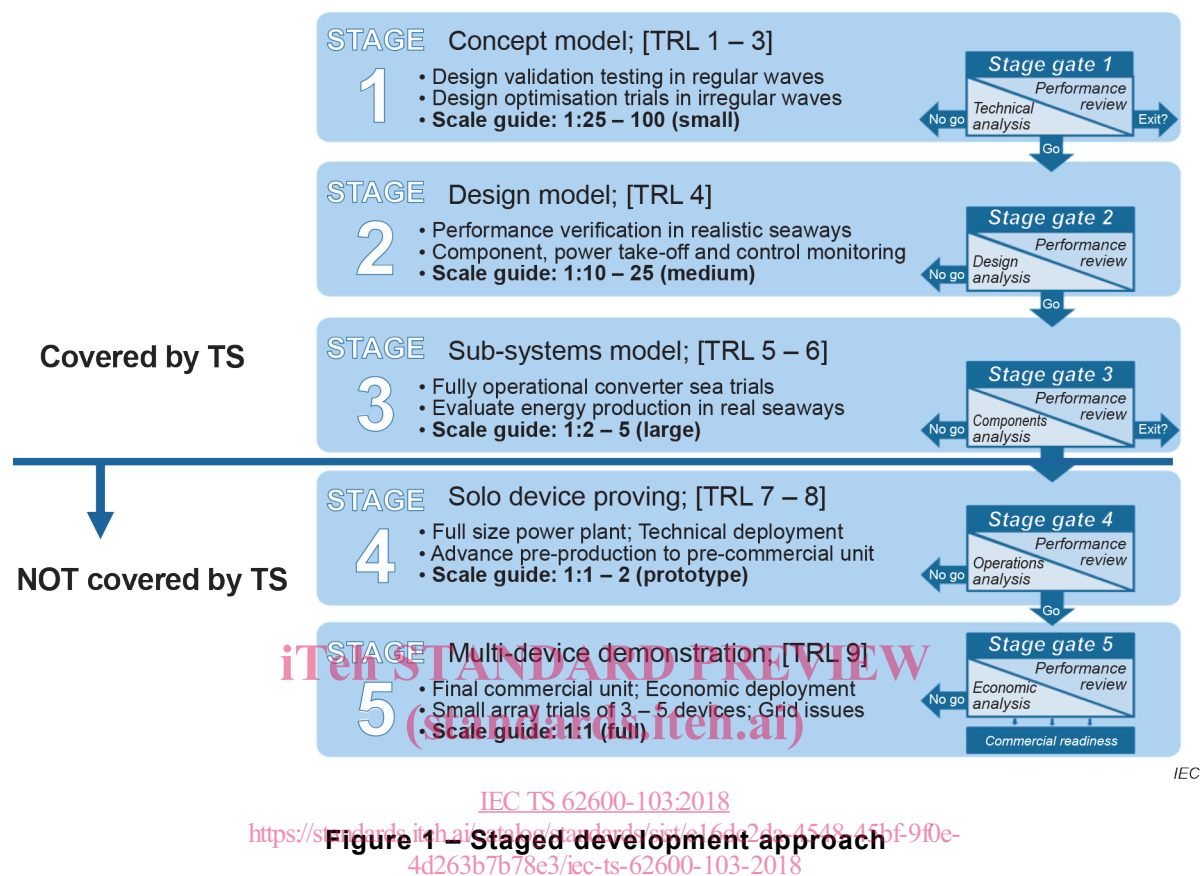 STAGE
1
Concept model; [TRL 1 – 3]
• Design validation testing in regular waves
• Design optimisation trials in irregular waves
• Scale guide: 1:25 – 100 (small)
Stage gate 1
Performance
review
Technical
analysis
No go
Exit?
Go
STAGE
2
Design model; [TRL 4]
• Performance verification in realistic seaways
• Component, power take-off and control monitoring
• Scale guide: 1:10 – 25 (medium)
Stage gate 2
Performance
review
Design
analysis
No go
Go
Covered by TS
STAGE
3
Sub-systems model; [TRL 5 – 6]
• Fully operational converter sea trials
• Evaluate energy production in real seaways
• Scale guide: 1:2 – 5 (large)
Stage gate 3
Performance
review
Components
analysis
No go
Exit?
NOT covered by TS
STAGE
4
Solo device proving; [TRL 7 – 8]
• Full size power plant; Technical deployment
• Advance pre-production to pre-commercial unit
• Scale guide: 1:1 – 2 (prototype)
Stage gate 4
Performance
review
Operations
analysis
No go
Go
STAGE
5
Multi-device demonstration; [TRL 9]
• Final commercial unit; Economic deployment
• Small array trials of 3 – 5 devices; Grid issues
• Scale guide: 1:1 (full)
Stage gate 5
Performance
review
Economic
analysis
No go
Commercial readiness
iTeh STANDARD PREVIEW
(standards.iteh.ai)
IEC
IEC TS 62600-103:2018
https://standards.iteh.ai/catalog/standards/sist/e16dc2da-4548-45bf-9f0e-
4d263b7b78e3/iec-ts-62600-103-2018
Figure 1 – Staged development approach